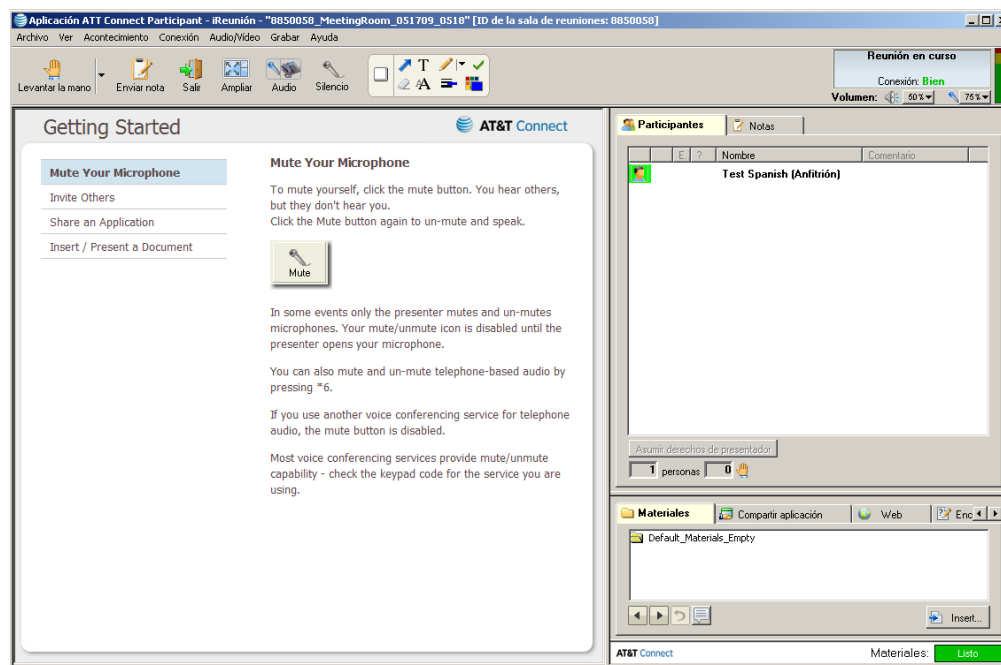 Aplicación ATT Connect Participant - iReunión - "8850058_MeetingRoom_051709_0518" [ID de la sala de reuniones: 8850058]
Archivo Ver Acontecimiento Conexión Audio/Vídeo Grabar Ayuda
Levantar la mano Enviar nota Salir Ampliar Audio Silencio
Reunión en curso
Conexión: Bien
Volumen: 50% 75%
Getting Started
AT&T Connect
Mute Your Microphone
Invite Others
Share an Application
Insert / Present a Document
Mute Your Microphone
To mute yourself, click the mute button. You hear others,
but they don't hear you.
Click the Mute button again to un-mute and speak.
Mute
In some events only the presenter mutes and un-mutes
microphones. Your mute/unmute icon is disabled until the
presenter opens your microphone.
You can also mute and un-mute telephone-based audio by
pressing *6.
If you use another voice conferencing service for telephone
audio, the mute button is disabled.
Most voice conferencing services provide mute/unmute
capability - check the keypad code for the service you are
using.
Participantes Notas
E ? Nombre Comentario
Test Spanish (Anfitrión)
Asumir derechos de presentador
1 personas 0
Materiales Compartir aplicación Web Enc
Default_Materials_Empty
Insert...
AT&T Connect
Materiales: Listo